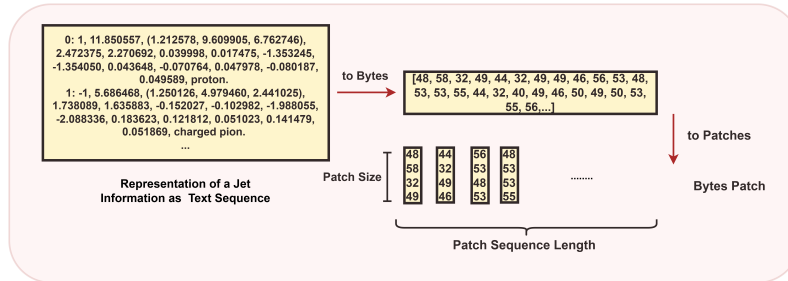 0: 1, 11.850557, (1.212578, 9.609905, 6.762746),
2.472375, 2.270692, 0.039998, 0.017475, -1.353245,
-1.354050, 0.043648, -0.070764, 0.047978, -0.080187,
0.049589, proton.
1: -1, 5.686468, (1.250126, 4.979460, 2.441025),
1.738089, 1.635883, -0.152027, -0.102982, -1.988055,
-2.088336, 0.183623, 0.121812, 0.051023, 0.141479,
0.051869, charged pion.
...
Representation of a Jet
Information as Text Sequence
to Bytes
[48, 58, 32, 49, 44, 32, 49, 49, 46, 56, 53, 48,
53, 53, 55, 44, 32, 40, 49, 46, 50, 49, 50, 53,
55, 56,...]
to Patches
Bytes Patch
Patch Size
48 44 56 48
58 32 53 53
32 49 48 53
49 46 53 55
........
Patch Sequence Length